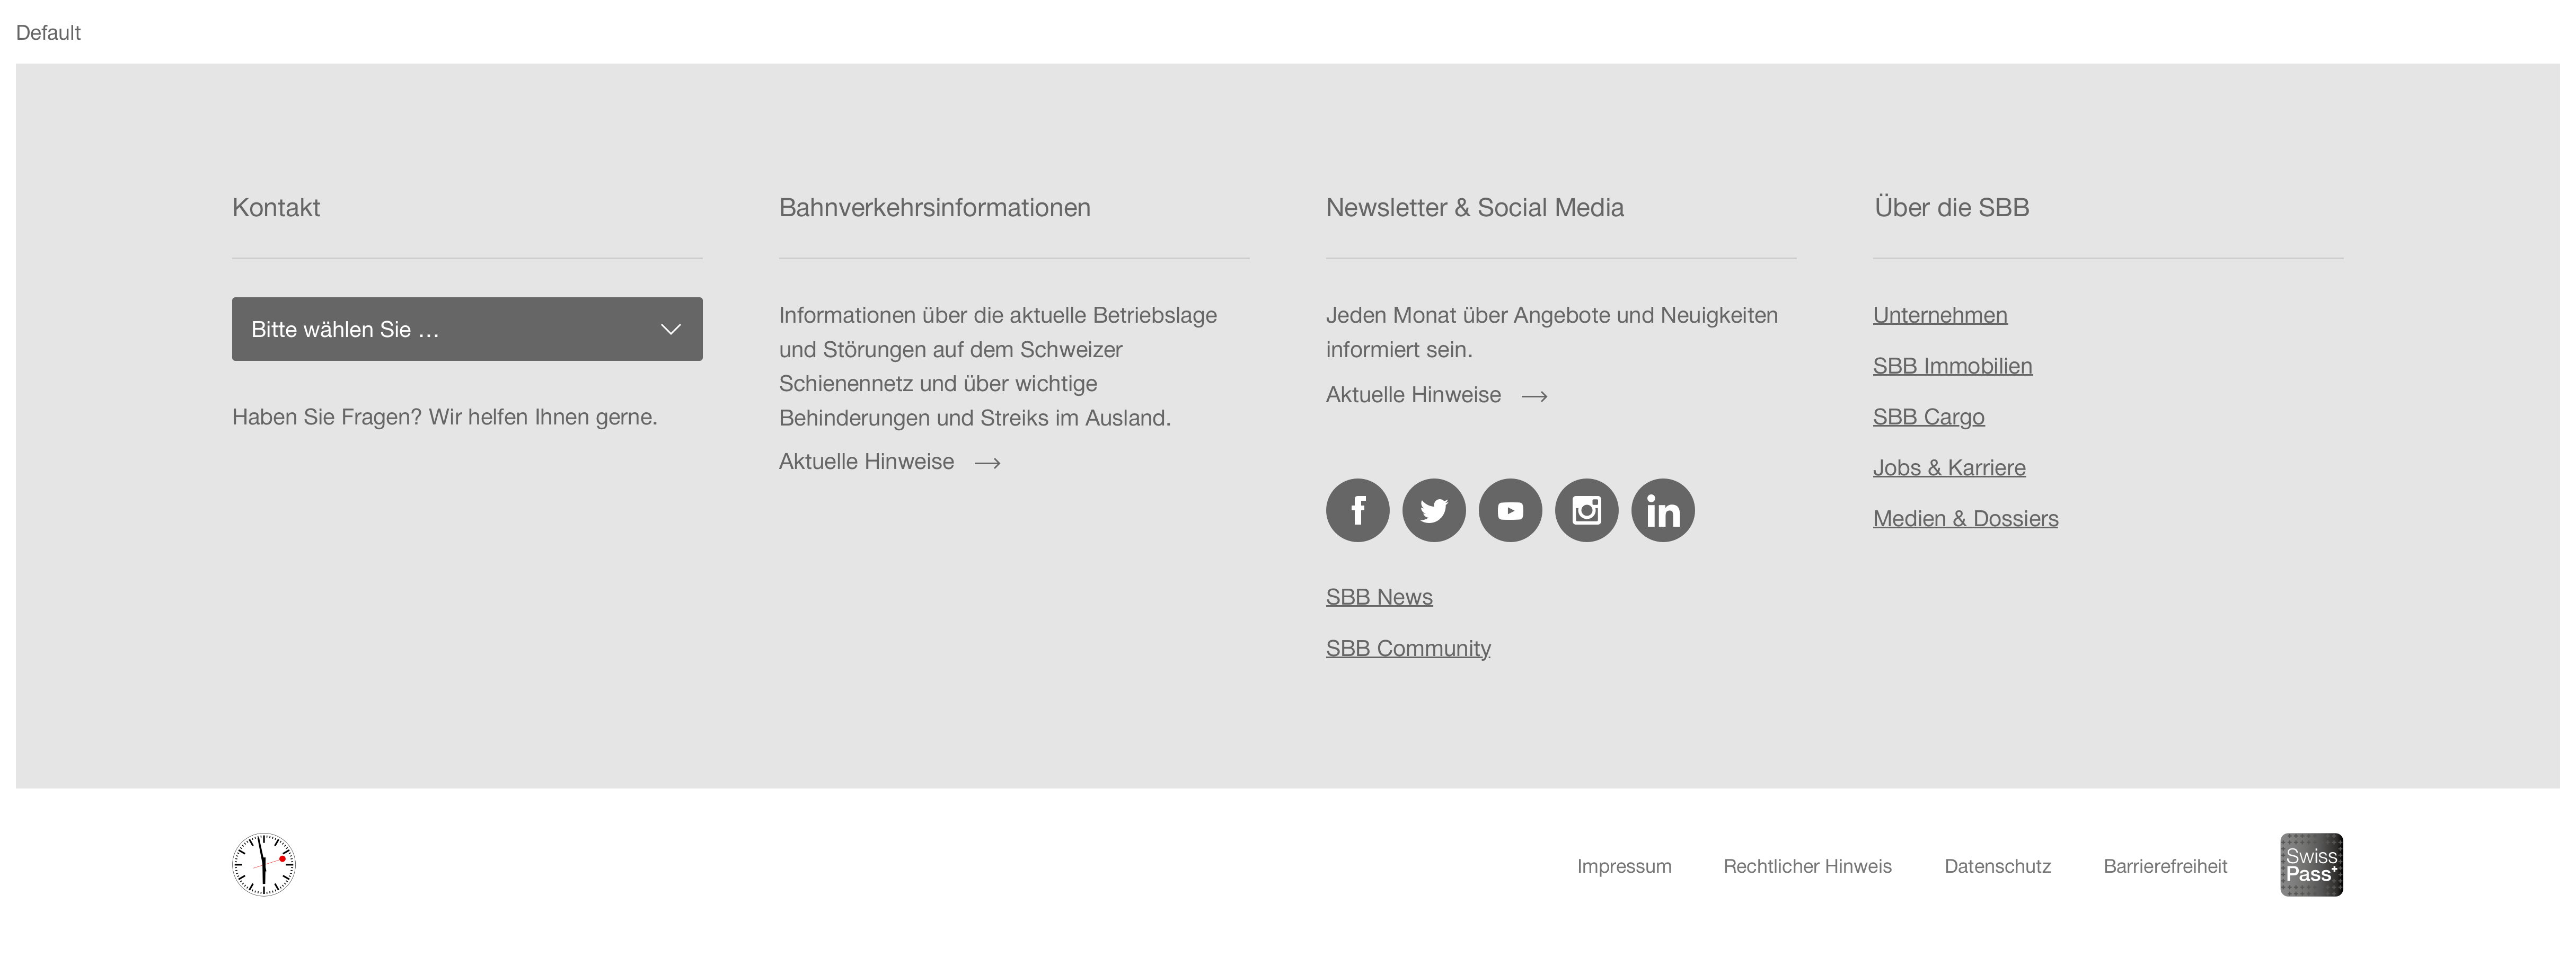 Default
Kontakt
Bitte wählen Sie …
Haben Sie Fragen? Wir helfen Ihnen gerne.
Bahnverkehrsinformationen
Informationen über die aktuelle Betriebslage
und Störungen auf dem Schweizer
Schienennetz und über wichtige
Behinderungen und Streiks im Ausland.
Aktuelle Hinweise
Newsletter & Social Media
Jeden Monat über Angebote und Neuigkeiten
informiert sein.
Aktuelle Hinweise
SBB News
SBB Community
Über die SBB
Unternehmen
SBB Immobilien
SBB Cargo
Jobs & Karriere
Medien & Dossiers
Impressum
Rechtlicher Hinweis
Datenschutz
Barrierefreiheit
Swiss
Pass+